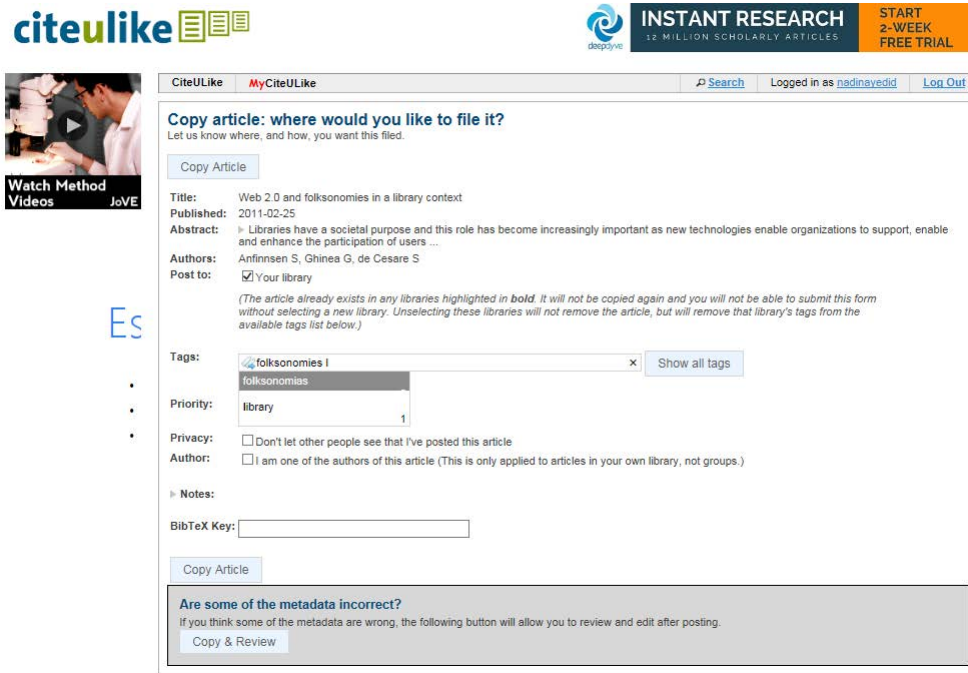 citeulike
deepdyve
INSTANT RESEARCH
12 MILLION SCHOLARLY ARTICLES
START
2-WEEK
FREE TRIAL
CiteULike MyCiteULike Search Logged in as nadinayedid Log Out
Watch Method
Videos JoVE
Copy article: where would you like to file it?
Let us know where, and how, you want this filed.
Copy Article
Title: Web 2.0 and folksonomies in a library context
Published: 2011-02-25
Abstract: Libraries have a societal purpose and this role has become increasingly important as new technologies enable organizations to support, enable
and enhance the participation of users ...
Authors: Anfinnsen S, Ghinea G, de Cesare S
Post to: Your library
(The article already exists in any libraries highlighted in bold. It will not be copied again and you will not be able to submit this form
without selecting a new library. Unselecting these libraries will not remove the article, but will remove that library's tags from the
available tags list below.)
Es
Tags: folksonomies l × Show all tags
folksonomias
Priority: library
1
Privacy: Don't let other people see that I've posted this article
Author: I am one of the authors of this article (This is only applied to articles in your own library, not groups.)
Notes:
BibTeX Key:
Copy Article
Are some of the metadata incorrect?
If you think some of the metadata are wrong, the following button will allow you to review and edit after posting.
Copy & Review